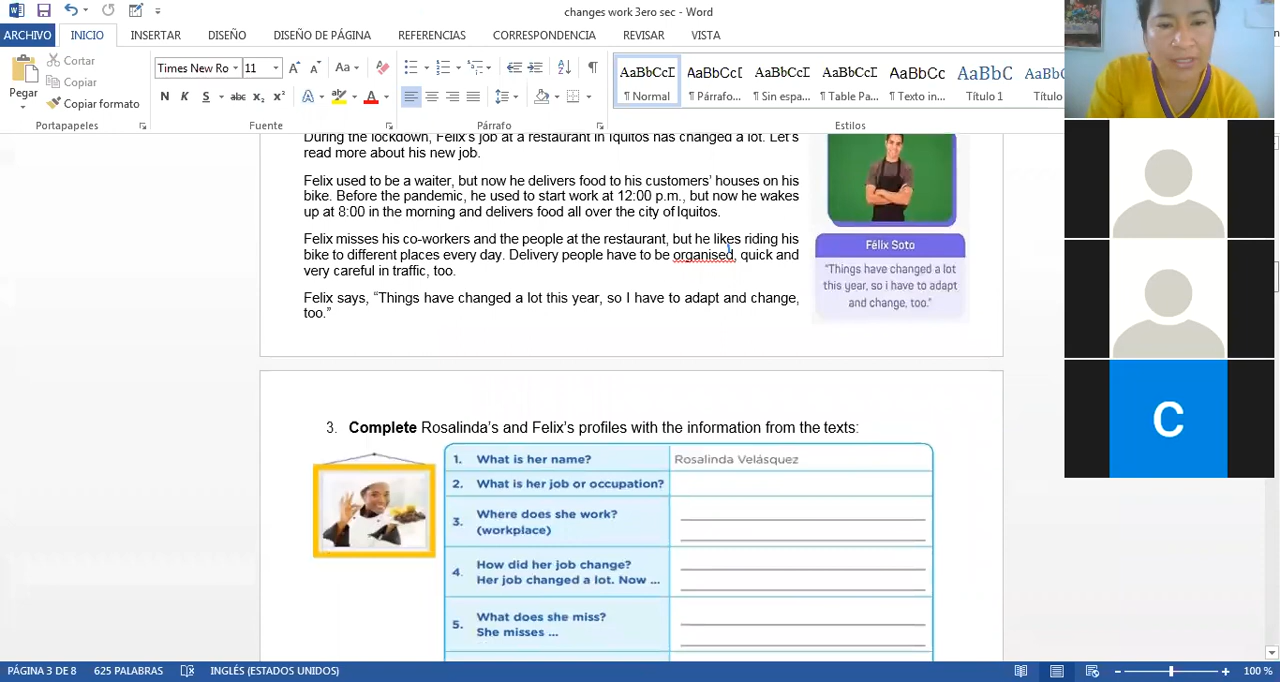 changes work 3ero sec - Word
ARCHIVO INICIO INSERTAR DISEÑO DISEÑO DE PÁGINA REFERENCIAS CORRESPONDENCIA REVISAR VISTA
Pegar
Cortar
Copiar
Copiar formato
Portapapeles
Times New Ro 11
Aa
N K S abc x₂ x² A A
Fuente
Párrafo
AaBbCcI AaBbC AaBbC
¶ Normal ¶ Párrafo... ¶ Sin espa... ¶ Table Pa... ¶ Texto in... Título 1 Título
Estilos
During the lockdown, Felix's job at a restaurant in Iquitos has changed a lot. Let's
read more about his new job.
Felix used to be a waiter, but now he delivers food to his customers' houses on his
bike. Before the pandemic, he used to start work at 12:00 p.m., but now he wakes
up at 8:00 in the morning and delivers food all over the city of Iquitos.
Felix misses his co-workers and the people at the restaurant, but he likes riding his
bike to different places every day. Delivery people have to be organised, quick and
very careful in traffic, too.
Felix says, “Things have changed a lot this year, so I have to adapt and change,
too.”
Félix Soto
“Things have changed a lot
this year, so i have to adapt
and change, too.”
3. Complete Rosalinda's and Felix's profiles with the information from the texts:
1. What is her name? Rosalinda Velásquez
2. What is her job or occupation?
3. Where does she work?
(workplace)
4. How did her job change?
Her job changed a lot. Now ...
5. What does she miss?
She misses ...
C
PÁGINA 3 DE 8 625 PALABRAS INGLÉS (ESTADOS UNIDOS) 100 %